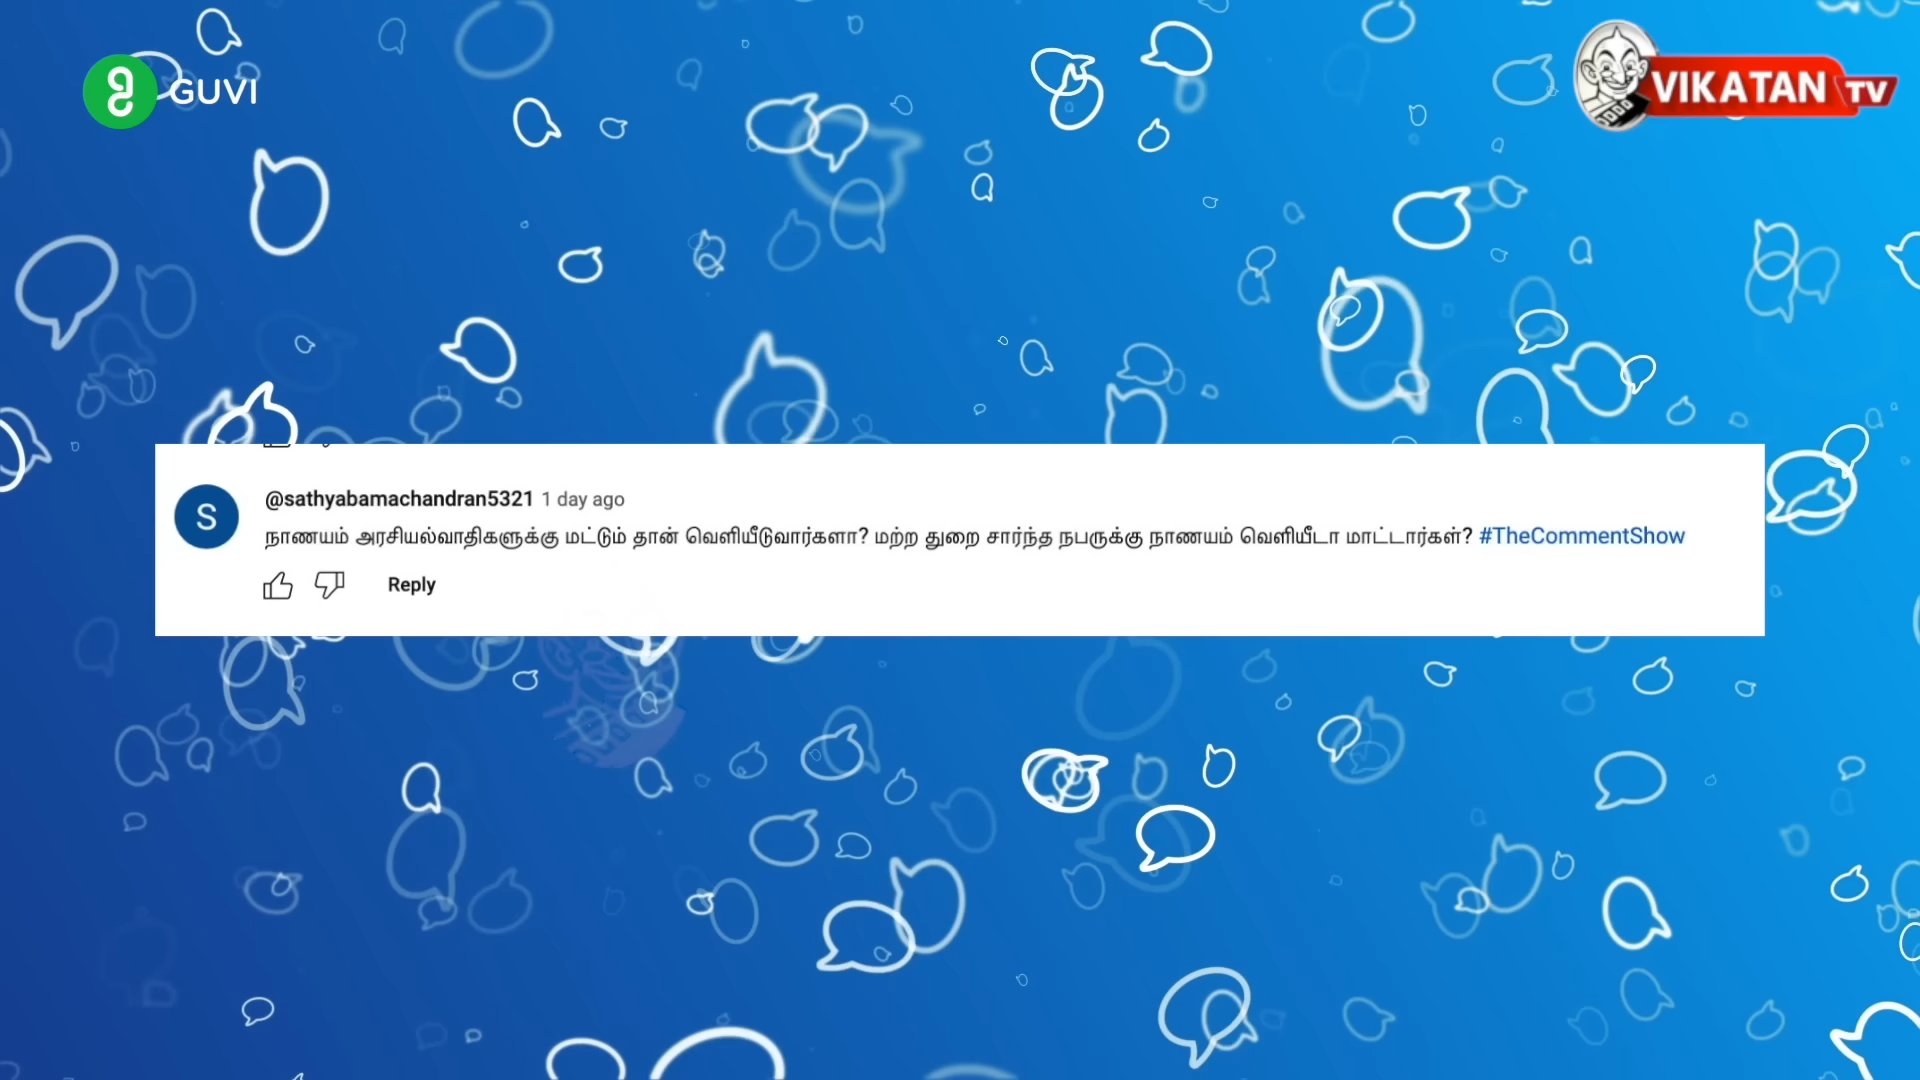 GUVI
VIKATAN TV
S
@sathyabamachandran5321 1 day ago
நாணயம் அரசியல்வாதிகளுக்கு மட்டும் தான் வெளியீடுவார்களா? மற்ற துறை சார்ந்த நபருக்கு நாணயம் வெளியீடா மாட்டார்கள்? #TheCommentShow
Reply